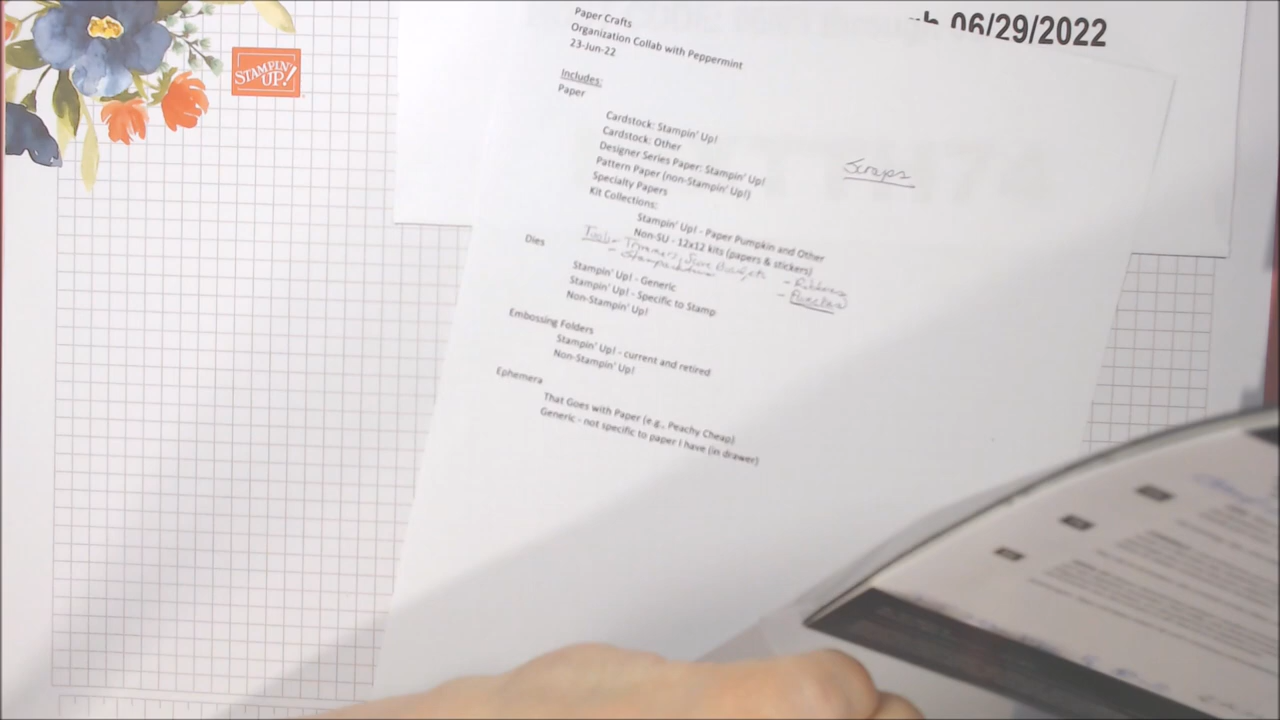 STAMPIN' UP!
06/29/2022
Paper Crafts
Organization Collab with Peppermint
23-Jun-22
Includes:
Paper
Cardstock: Stampin' Up!
Cardstock: Other
Designer Series Paper: Stampin' Up!
Pattern Paper (non-Stampin' Up!)
Specialty Papers
Kit Collections:
Stampin' Up! - Paper Pumpkin and Other
Non-SU - 12x12 kits (papers & stickers)
Scraps
Tools - Trimmers, Score
- Ribbons
- Punches
Dies
Stampin' Up! - Generic
Stampin' Up! - Specific to Stamp
Non-Stampin' Up!
Embossing Folders
Stampin' Up! - current and retired
Non-Stampin' Up!
Ephemera
That Goes with Paper (e.g., Peachy Cheap)
Generic - not specific to paper I have (in drawer)